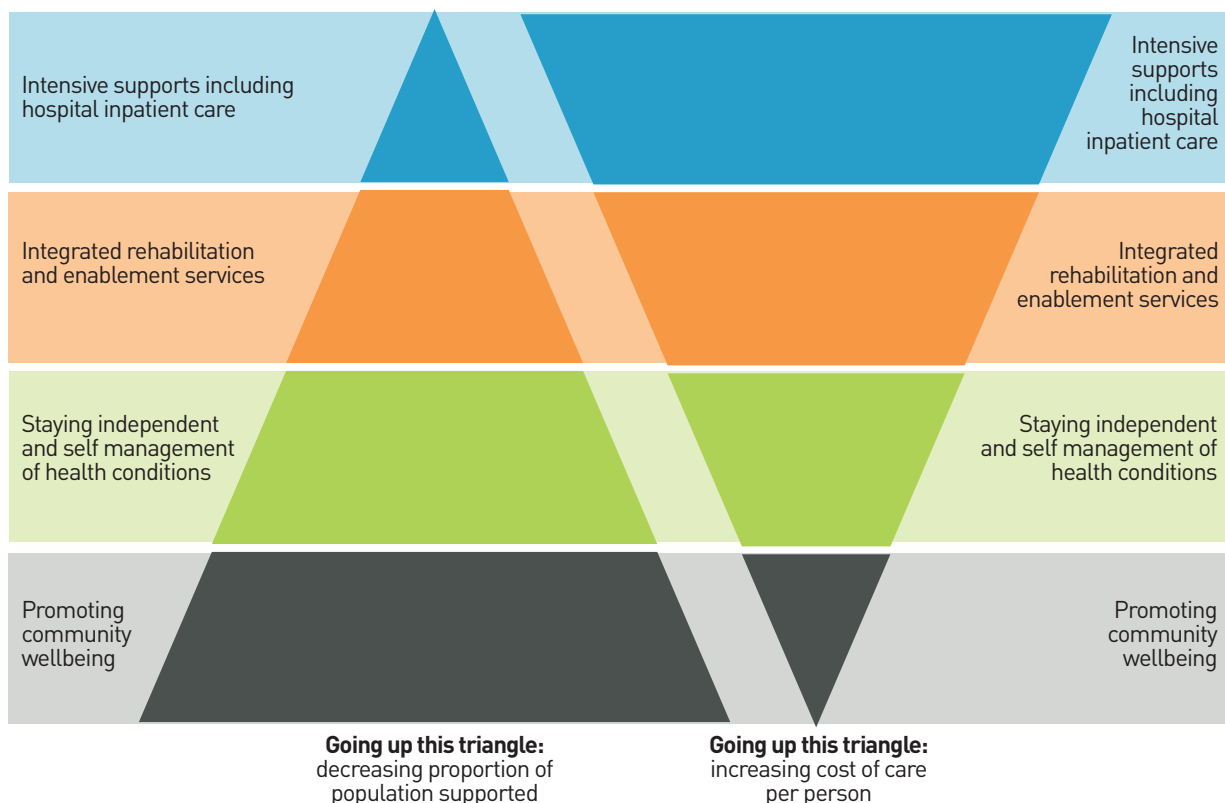 Intensive supports including
hospital inpatient care
Intensive
supports
including
hospital
inpatient care
Integrated rehabilitation
and enablement services
Integrated
rehabilitation and
enablement services
Staying independent
and self management
of health conditions
Staying independent
and self management of
health conditions
Promoting
community
wellbeing
Promoting
community
wellbeing
Going up this triangle:
decreasing proportion of
population supported
Going up this triangle:
increasing cost of care
per person